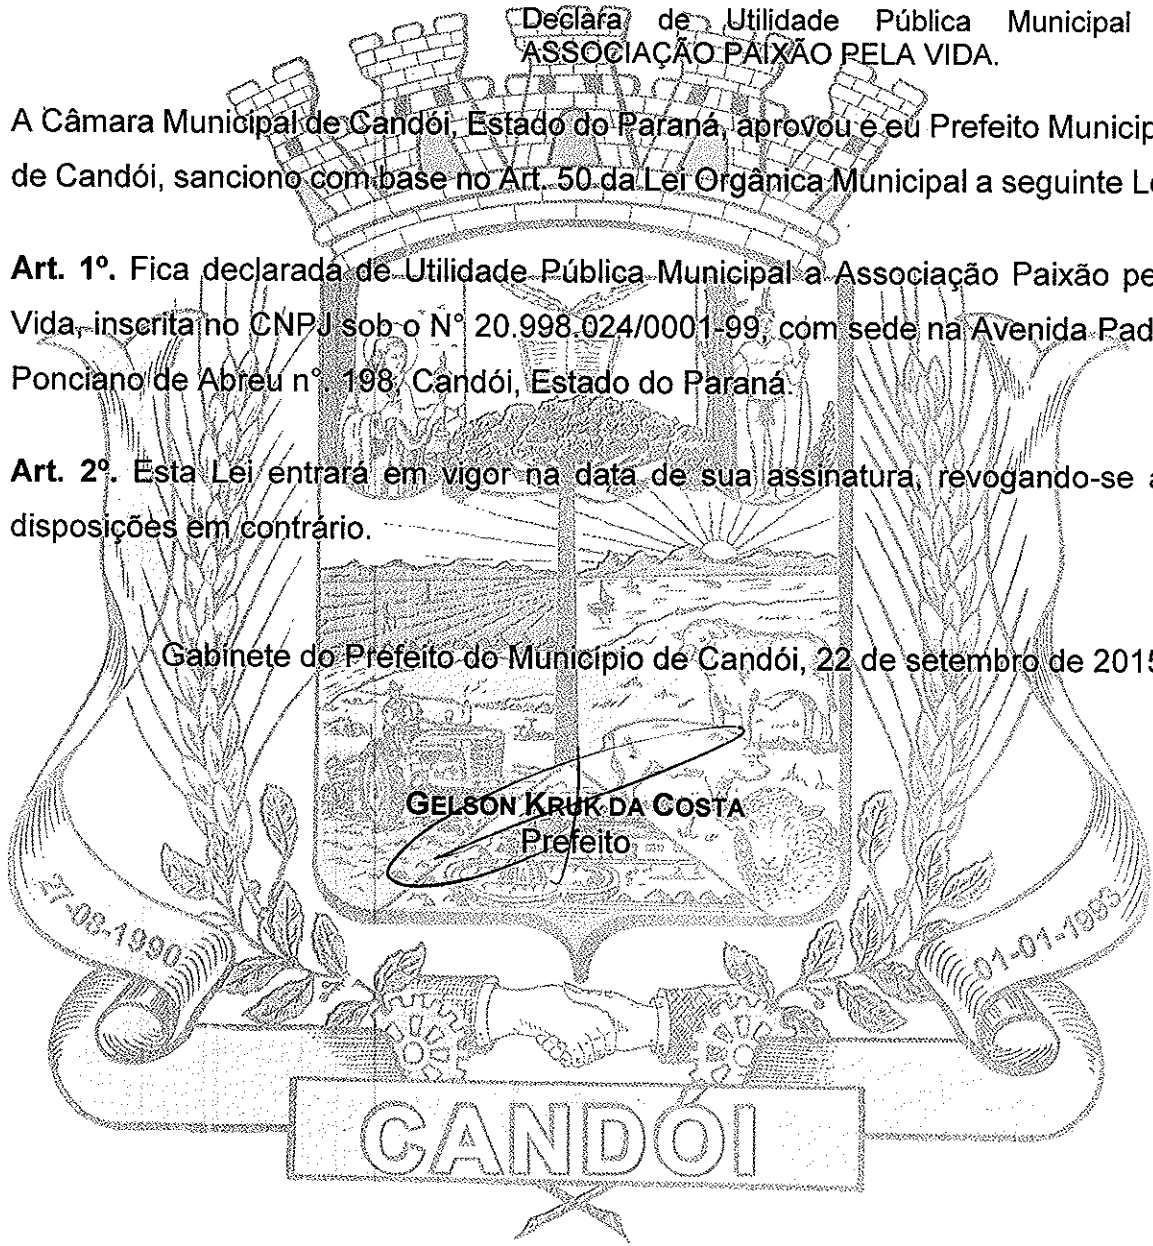 Declara de Utilidade Pública Municipal
ASSOCIAÇÃO PAIXÃO PELA VIDA.
A Câmara Municipal de Candói, Estado do Paraná, aprovou e eu Prefeito Municip
de Candói, sanciono com base no Art. 50 da Lei Orgânica Municipal a seguinte Le
Art. 1º. Fica declarada de Utilidade Pública Municipal a Associação Paixão pe
Vida, inscrita no CNPJ sob o N° 20.998.024/0001-99, com sede na Avenida Pad
Ponciano de Abreu n°. 198, Candói, Estado do Paraná.
Art. 2º. Esta Lei entrará em vigor na data de sua assinatura, revogando-se a
disposições em contrário.
Gabinete do Prefeito do Município de Candói, 22 de setembro de 2015
GELSON KRUK DA COSTA
Prefeito
27-08-1990
01-01-1993
CANDÓI